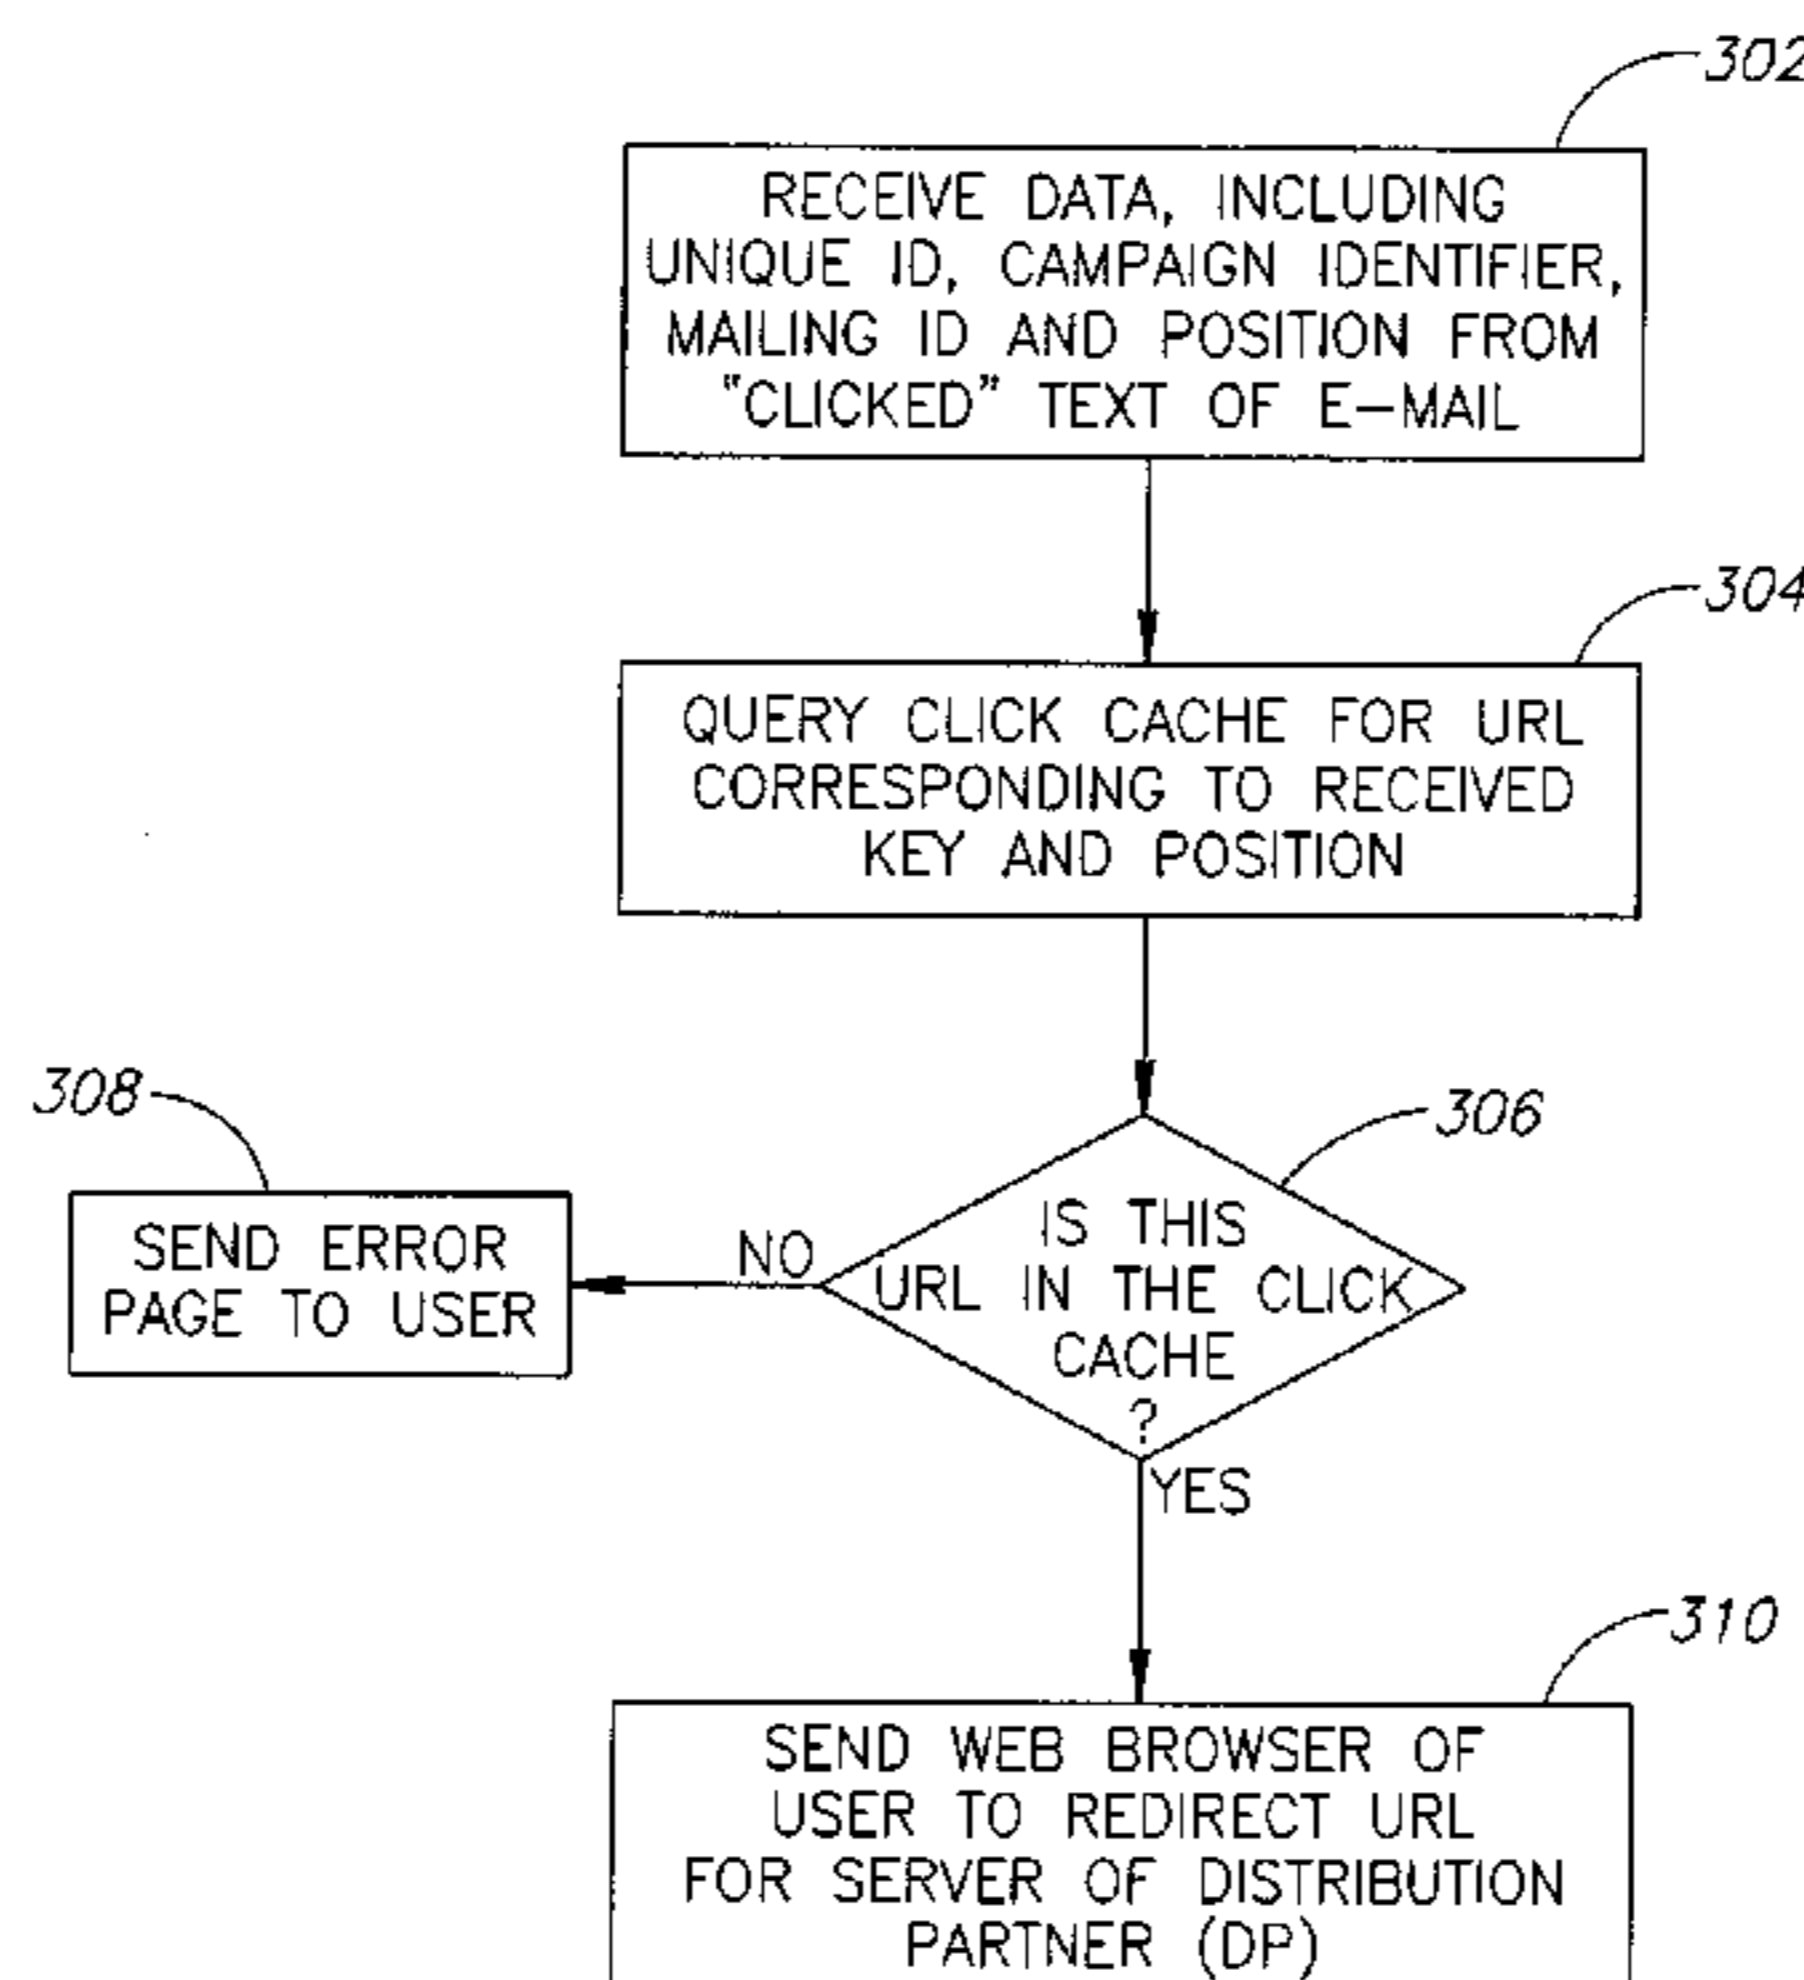 302
RECEIVE DATA, INCLUDING
UNIQUE ID, CAMPAIGN IDENTIFIER,
MAILING ID AND POSITION FROM
"CLICKED" TEXT OF E-MAIL
304
QUERY CLICK CACHE FOR URL
CORRESPONDING TO RECEIVED
KEY AND POSITION
308
306
SEND ERROR
PAGE TO USER
NO
IS THIS
URL IN THE CLICK
CACHE
?
YES
310
SEND WEB BROWSER OF
USER TO REDIRECT URL
FOR SERVER OF DISTRIBUTION
PARTNER (DP)